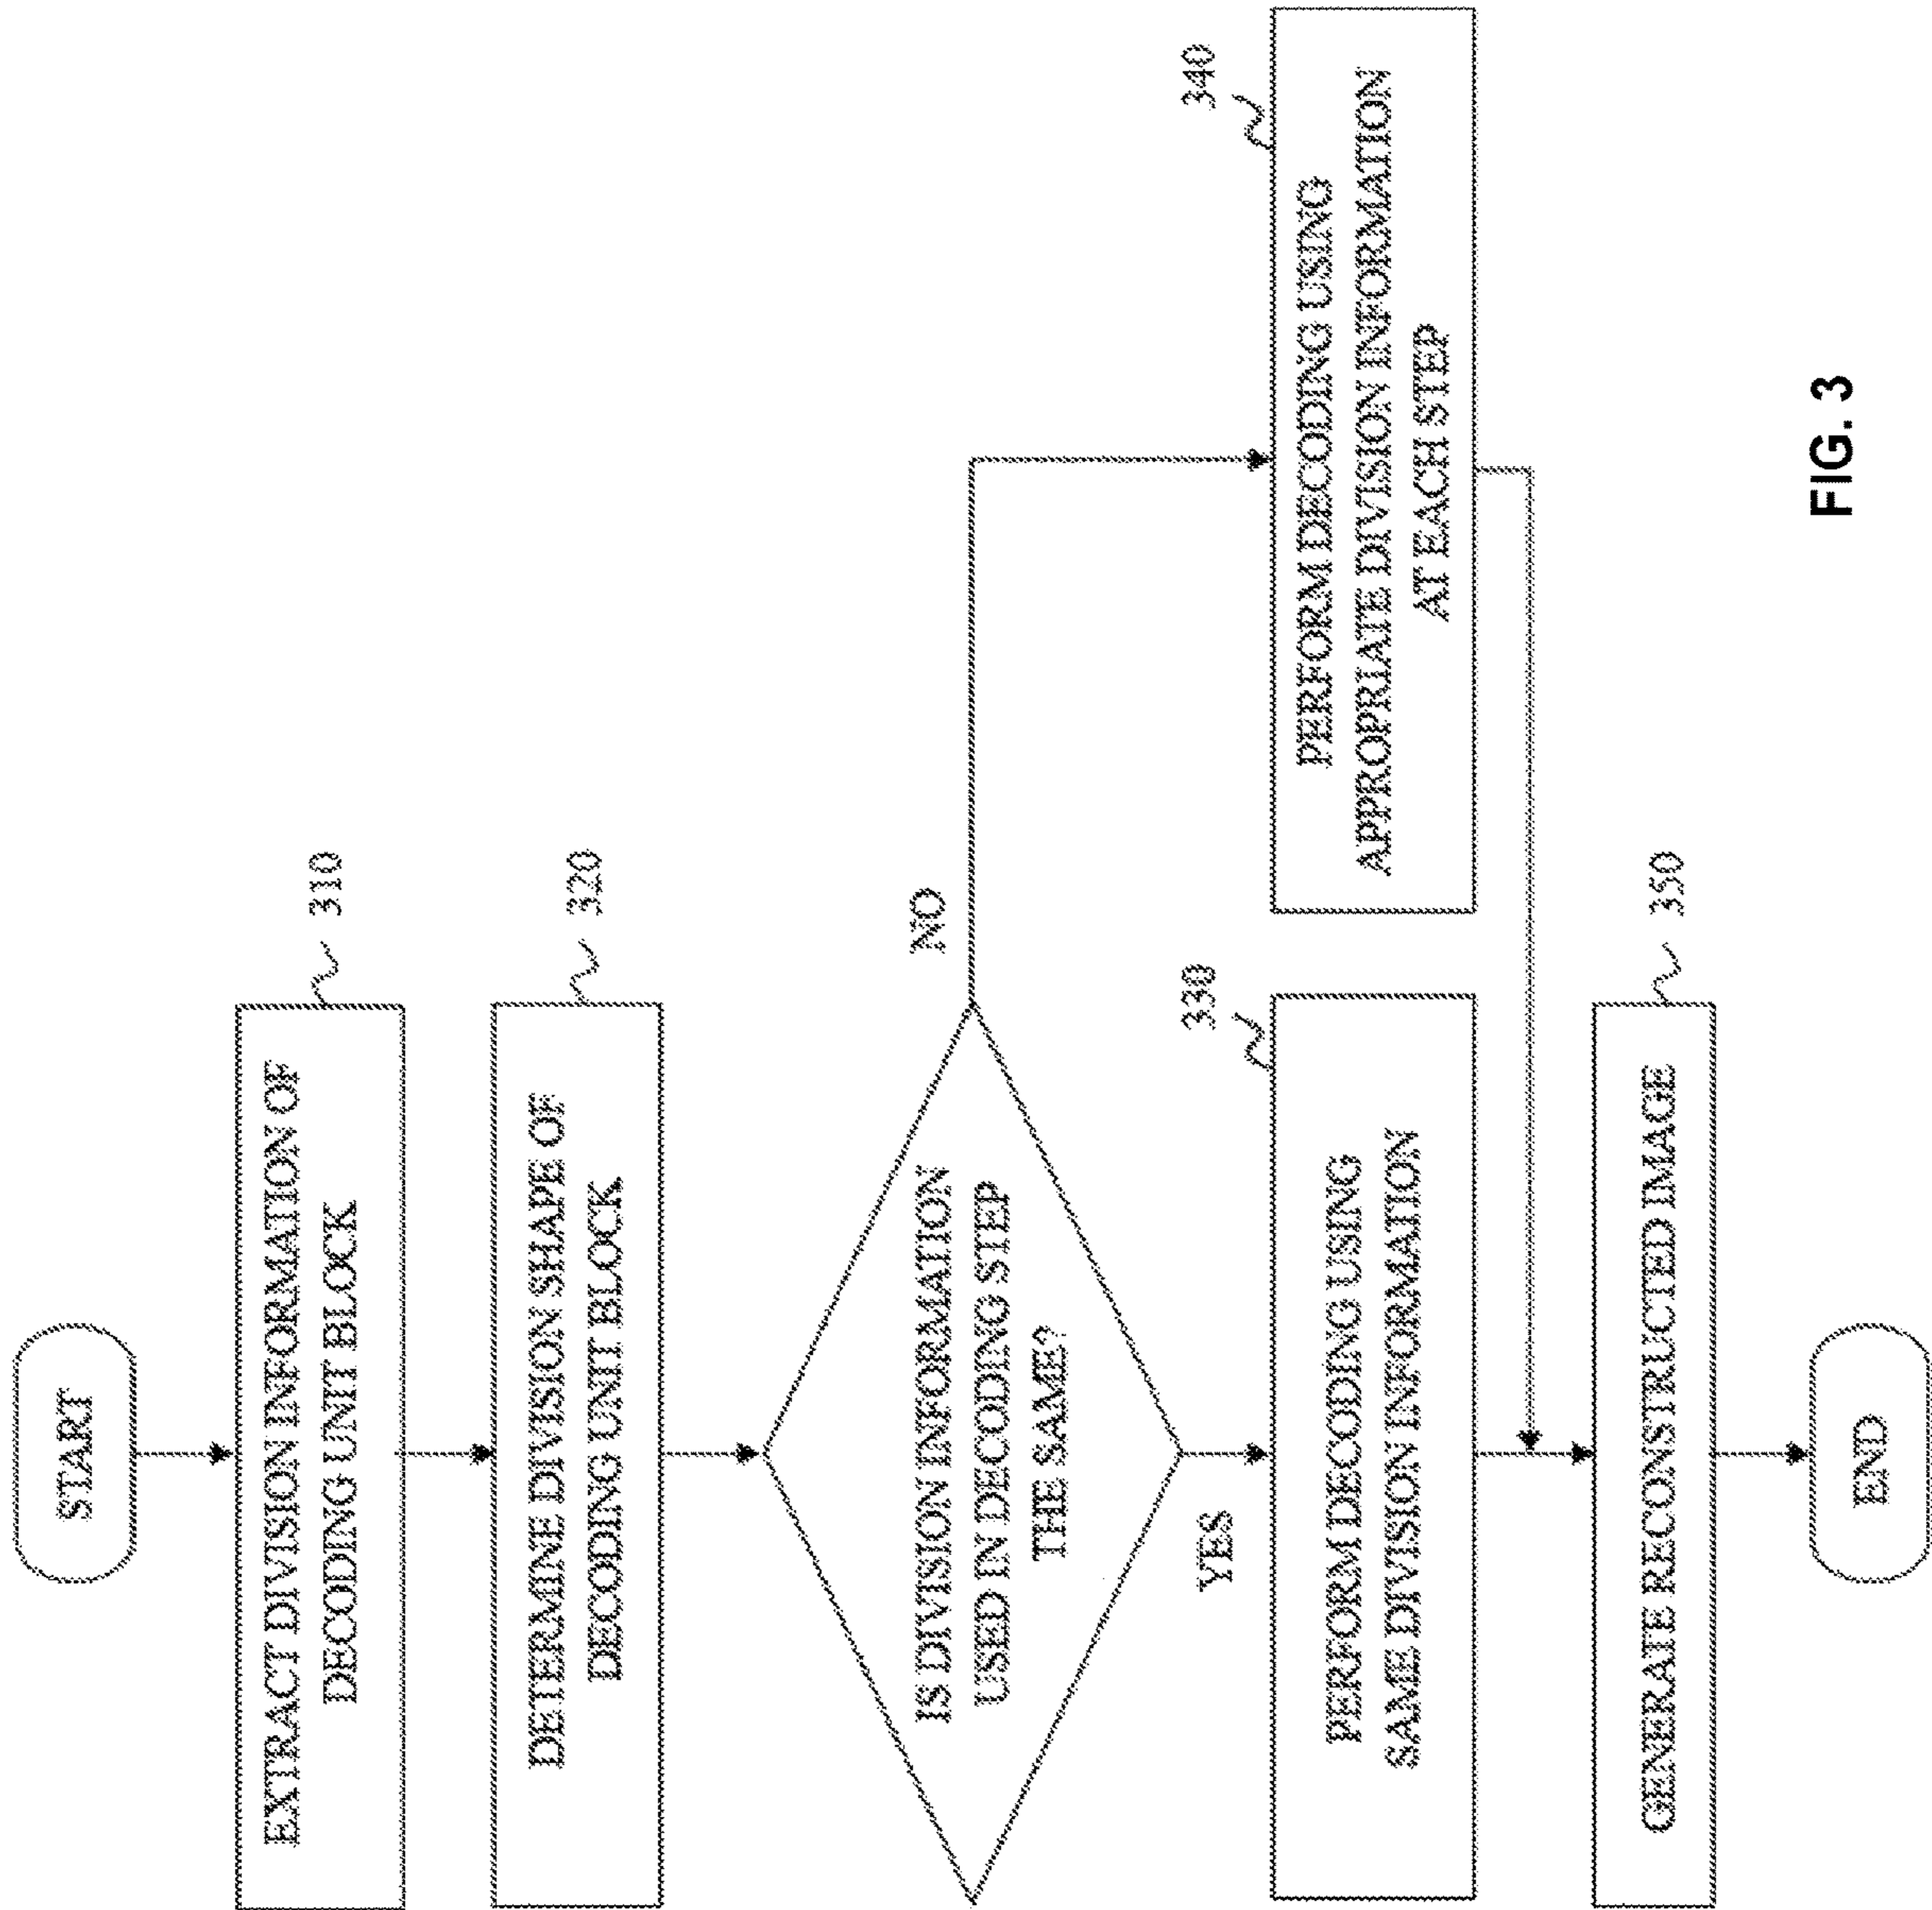 START
EXTRACT DIVISION INFORMATION OF
DECODING UNIT BLOCK
310
DETERMINE DIVISION SHAPE OF
DECODING UNIT BLOCK
320
IS DIVISION INFORMATION
USED IN DECODING STEP
THE SAME?
NO
YES
330
PERFORM DECODING USING
SAME DIVISION INFORMATION
340
PERFORM DECODING USING
APPROPRIATE DIVISION INFORMATION
AT EACH STEP
GENERATE RECONSTRUCTED IMAGE
350
END
FIG. 3